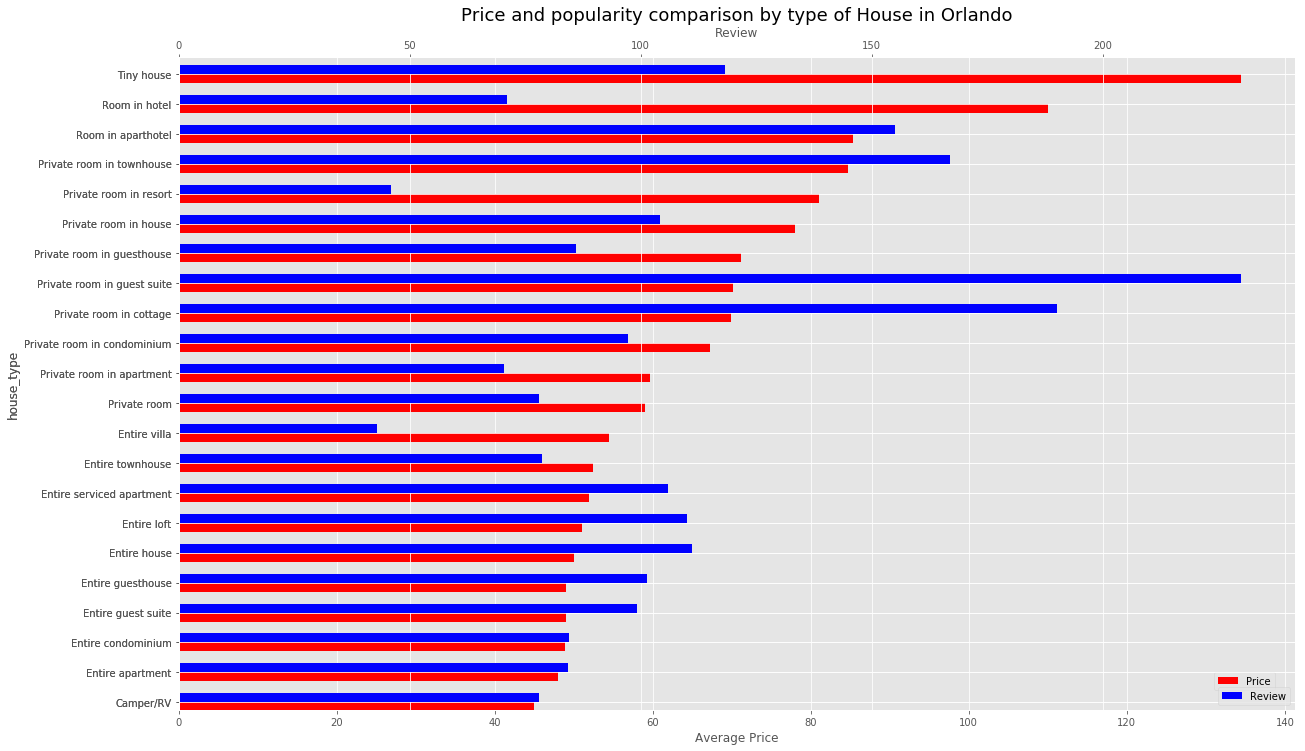 Price and popularity comparison by type of House in Orlando
Review
0 50 100 150 200
Tiny house
Room in hotel
Room in aparthotel
Private room in townhouse
Private room in resort
Private room in house
Private room in guesthouse
Private room in guest suite
Private room in cottage
Private room in condominium
Private room in apartment
Private room
Entire villa
Entire townhouse
Entire serviced apartment
Entire loft
Entire house
Entire guesthouse
Entire guest suite
Entire condominium
Entire apartment
Camper/RV
house_type
Price
Review
0 20 40 60 80 100 120 140
Average Price